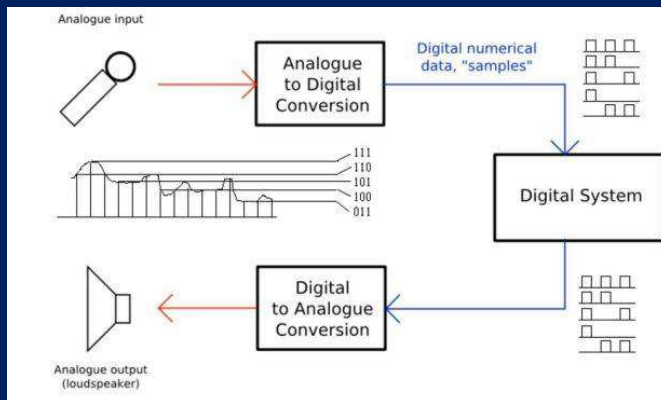 Analogue input
Analogue
to Digital
Conversion
Digital numerical
data, "samples"
111
110
101
100
011
Digital System
Digital
to Analogue
Conversion
Analogue output
(loudspeaker)